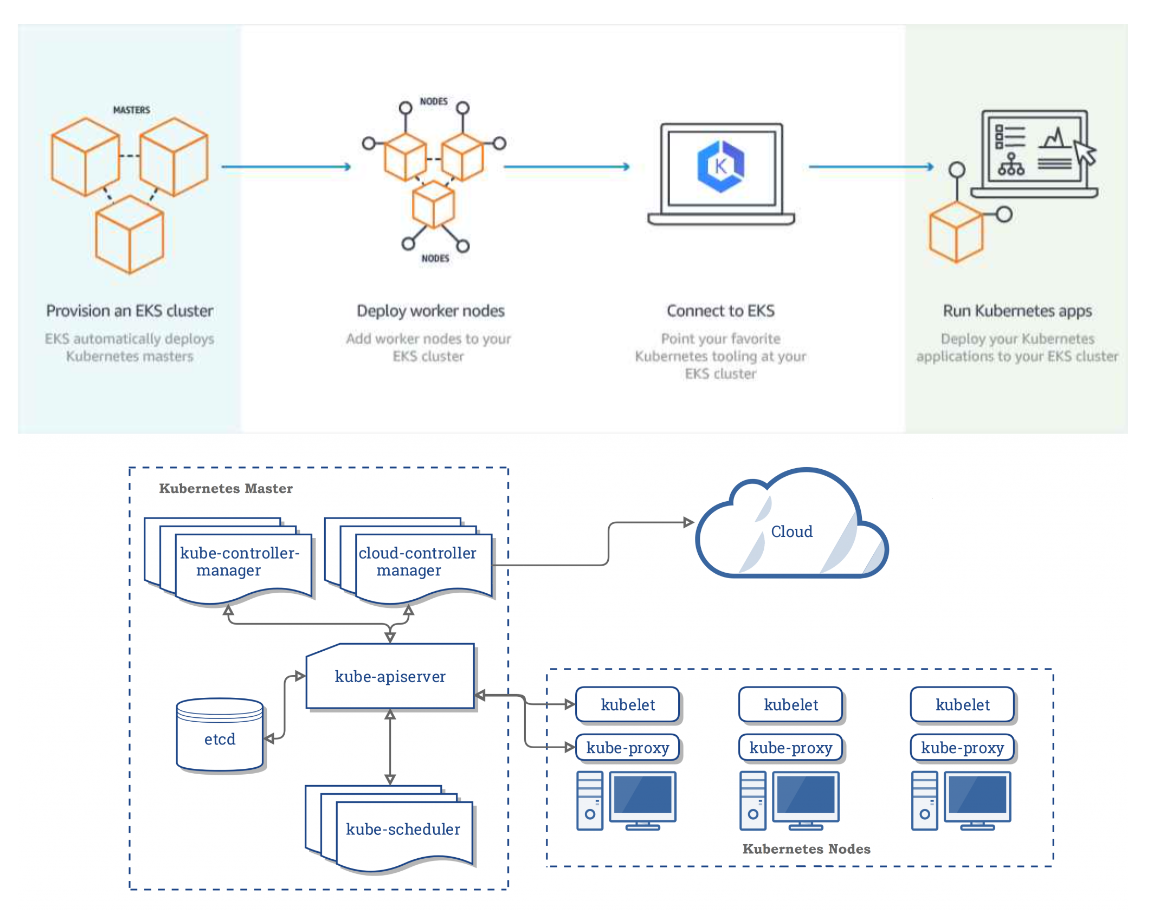 MASTERS
NODES
NODES
K
Provision an EKS cluster
EKS automatically deploys
Kubernetes masters
Deploy worker nodes
Add worker nodes to your
EKS cluster
Connect to EKS
Point your favorite
Kubernetes tooling at your
EKS cluster
Run Kubernetes apps
Deploy your Kubernetes
applications to your EKS cluster
Kubernetes Master
kube-controller-
manager
cloud-controller
manager
Cloud
kube-apiserver
etcd
kube-scheduler
kubelet
kubelet
kubelet
kube-proxy
kube-proxy
kube-proxy
Kubernetes Nodes